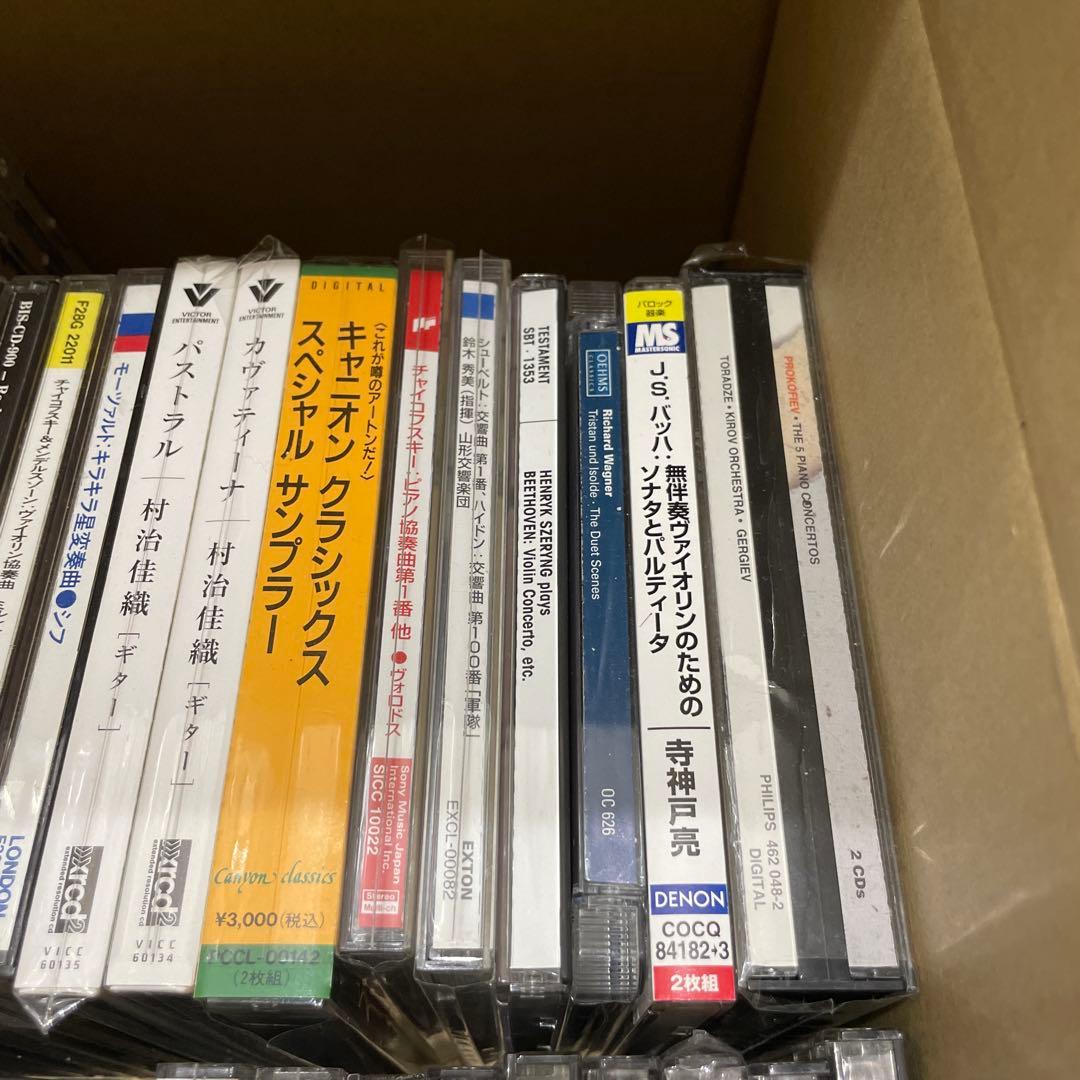 BIS-CD-900
F28G 22011
チャイコフスキー&メンデルスゾーン:ヴァイオリン協奏曲
LONDON
モーツァルト:キラキラ星変奏曲●シフ
VICTOR
ENTERTAINMENT
パストラル — 村治佳織[ギター]
xrcd2
extended resolution cd
VICC
60135
VICTOR
ENTERTAINMENT
カヴァティーナ — 村治佳織[ギター]
xrcd2
extended resolution cd
VICC
60134
DIGITAL
〈これが噂のアートンだ!〉
キャニオン クラシックス
スペシャル サンプラー
Canyon classics
¥3,000(税込)
PCCL-00142
(2枚組)
チャイコフスキー:ピアノ協奏曲第1番 他 ●ヴォロドス
Sony Music Japan
International Inc.
SICC 10022
Stereo
Multi-ch
シューベルト:交響曲 第1番、ハイドン:交響曲 第100番「軍隊」
鈴木 秀美(指揮) 山形交響楽団
EXTON
EXCL-00082
TESTAMENT
SBT·1353
HENRYK SZERYNG plays
BEETHOVEN: Violin Concerto, etc.
OEHMS
CLASSICS
Richard Wagner
Tristan und Isolde · The Duet Scenes
OC 626
バロック
器楽
MS
MASTERSONIC
J.S.バッハ:無伴奏ヴァイオリンのための
ソナタとパルティータ
寺神戸亮
DENON
COCQ
84182→3
2枚組
PROKOFIEV · THE 5 PIANO CONCERTOS
TORADZE · KIROV ORCHESTRA · GERGIEV
2 CDs
PHILIPS 462 048-2
DIGITAL